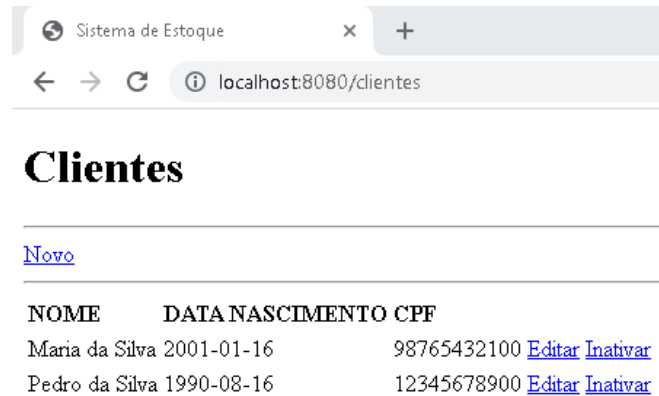 Sistema de Estoque
localhost:8080/clientes
Clientes
Novo
NOME DATA NASCIMENTO CPF
Maria da Silva 2001-01-16 98765432100 Editar Inativar
Pedro da Silva 1990-08-16 12345678900 Editar Inativar